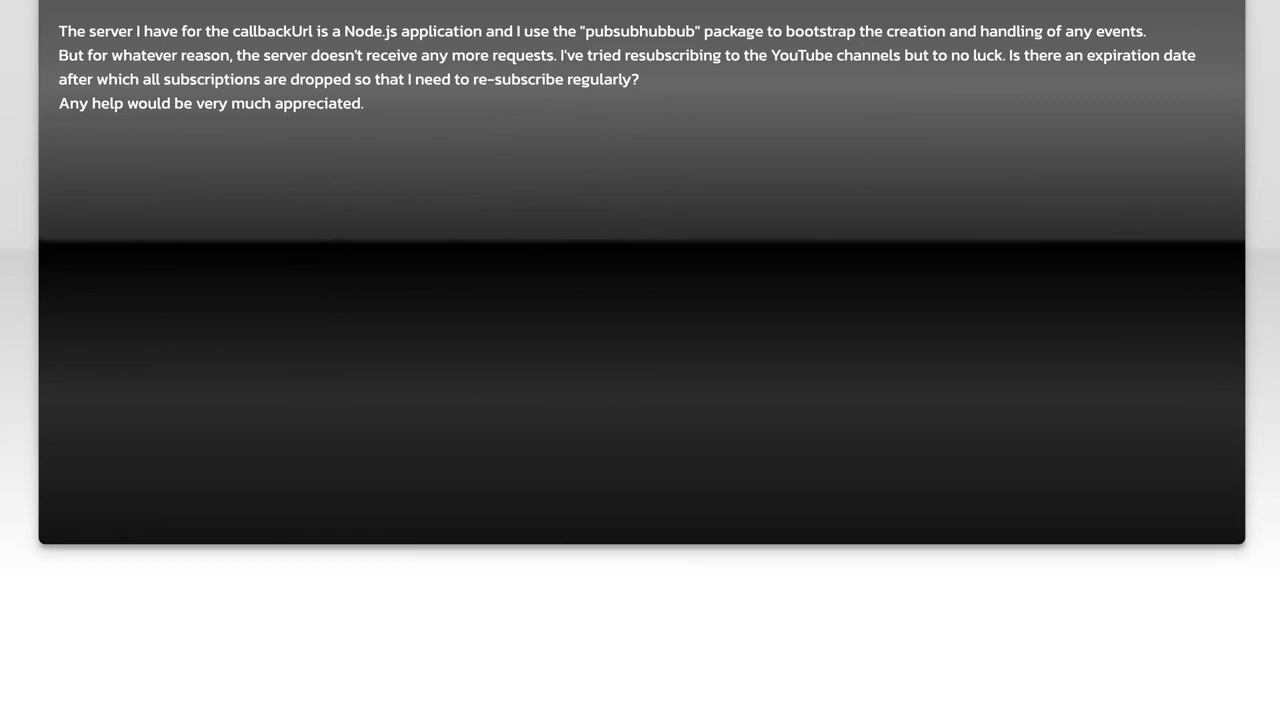 The server I have for the callbackUrl is a Node.js application and I use the "pubsubhubbub" package to bootstrap the creation and handling of any events.
But for whatever reason, the server doesn't receive any more requests. I've tried resubscribing to the YouTube channels but to no luck. Is there an expiration date
after which all subscriptions are dropped so that I need to re-subscribe regularly?
Any help would be very much appreciated.